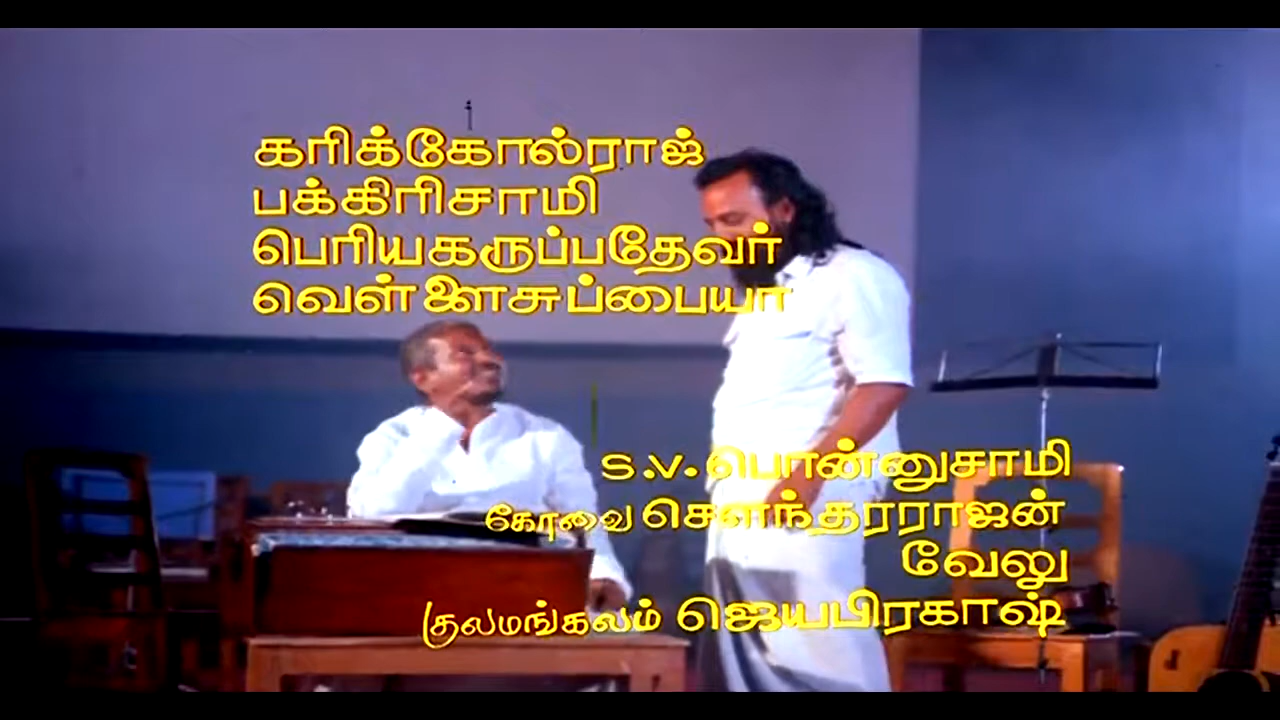 கரிக்கோல்ராஜ்
பக்கிரிசாமி
பெரியகருப்பதேவர்
வெள்ளைசுப்பையா
S.V. பொன்னுசாமி
கோவை சௌந்தரராஜன்
வேலு
குலமங்கலம் ஜெயபிரகாஷ்